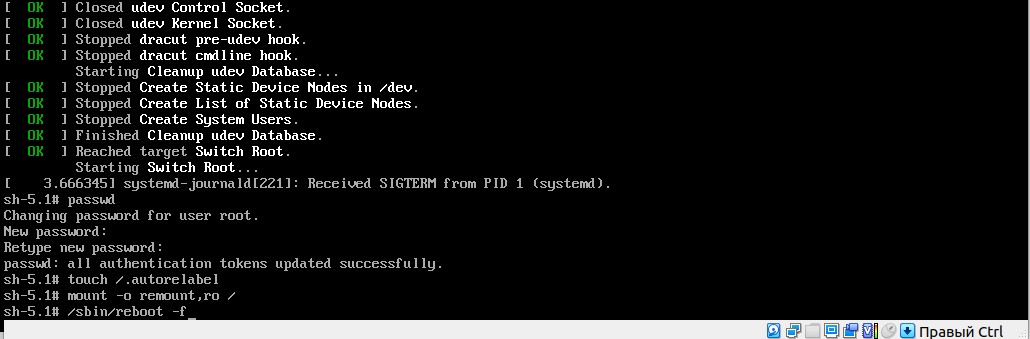 [  OK  ] Closed udev Control Socket.
[  OK  ] Closed udev Kernel Socket.
[  OK  ] Stopped dracut pre-udev hook.
[  OK  ] Stopped dracut cmdline hook.
         Starting Cleanup udev Database...
[  OK  ] Stopped Create Static Device Nodes in /dev.
[  OK  ] Stopped Create List of Static Device Nodes.
[  OK  ] Stopped Create System Users.
[  OK  ] Finished Cleanup udev Database.
[  OK  ] Reached target Switch Root.
         Starting Switch Root...
[    3.666345] systemd-journald[221]: Received SIGTERM from PID 1 (systemd).
sh-5.1# passwd
Changing password for user root.
New password:
Retype new password:
passwd: all authentication tokens updated successfully.
sh-5.1# touch /.autorelabel
sh-5.1# mount -o remount,ro /
sh-5.1# /sbin/reboot -f_
Правый Ctrl